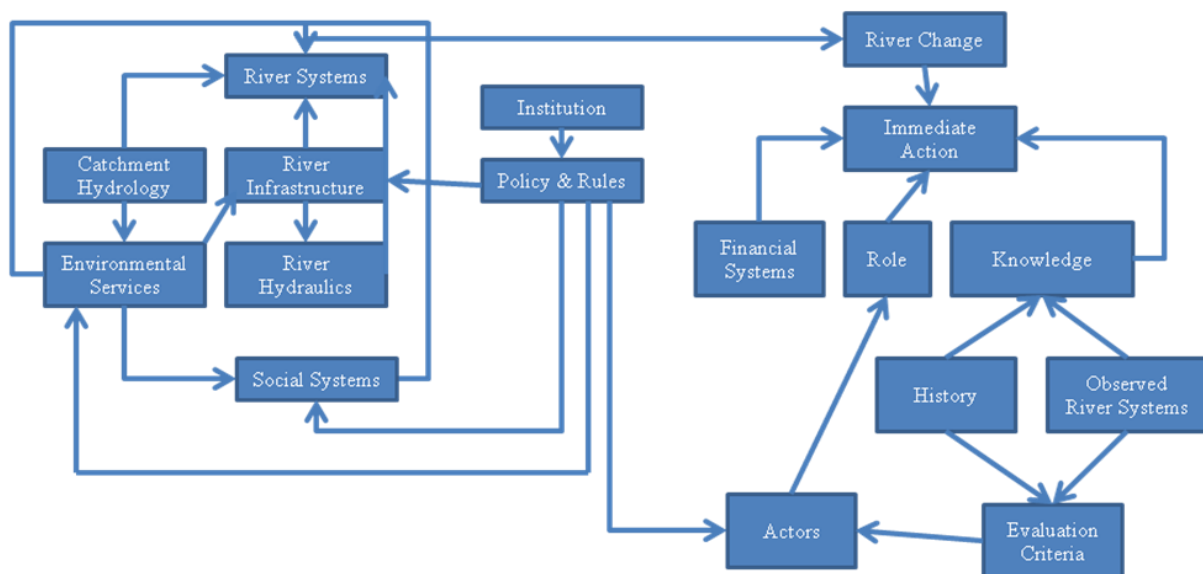 River Change
River Systems
Institution
Immediate
Action
Catchment
Hydrology
River
Infrastructure
Policy & Rules
Environmental
Services
River
Hydraulics
Financial
Systems
Role
Knowledge
Social Systems
History
Observed
River Systems
Actors
Evaluation
Criteria